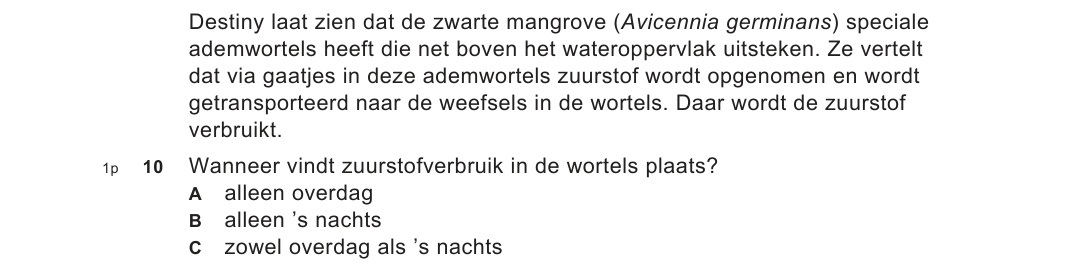 Destiny laat zien dat de zwarte mangrove (Avicennia germinans) speciale
ademwortels heeft die net boven het wateroppervlak uitsteken. Ze vertelt
dat via gaatjes in deze ademwortels zuurstof wordt opgenomen en wordt
getransporteerd naar de weefsels in de wortels. Daar wordt de zuurstof
verbruikt.
1p 10 Wanneer vindt zuurstofverbruik in de wortels plaats?
A alleen overdag
B alleen ’s nachts
C zowel overdag als ’s nachts